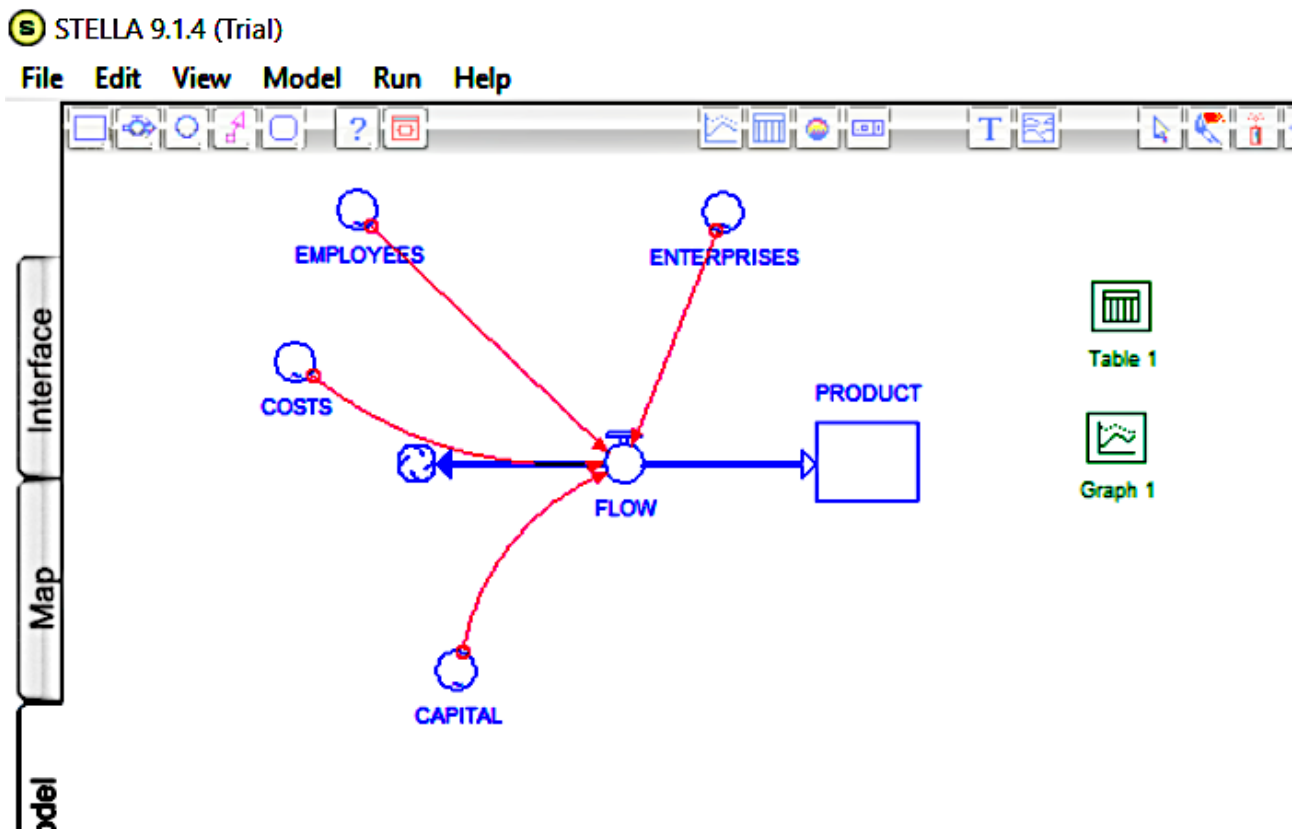 S STELLA 9.1.4 (Trial)
File Edit View Model Run Help
? T
EMPLOYEES
ENTERPRISES
Interface
Table 1
COSTS
PRODUCT
Graph 1
FLOW
Map
CAPITAL
odel